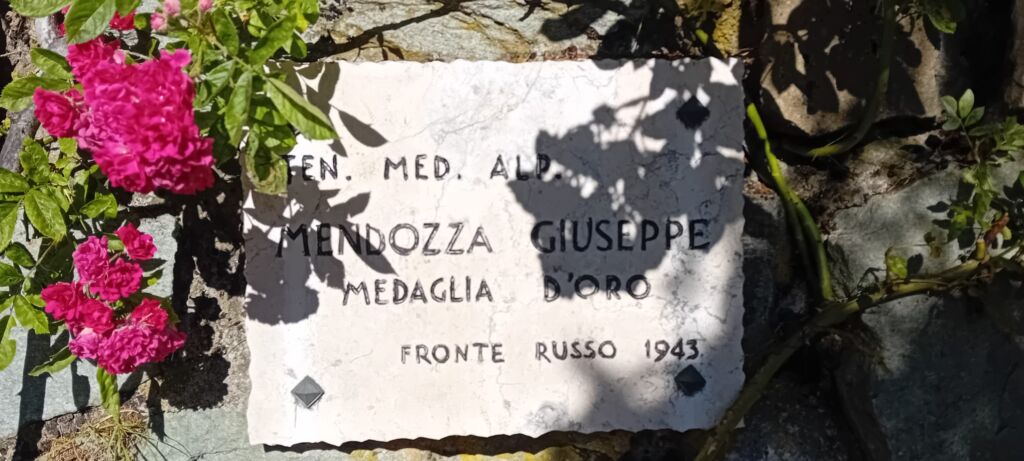 TEN. MED. ALP.
MENDOZZA GIUSEPPE
MEDAGLIA D'ORO
FRONTE RUSSO 1943